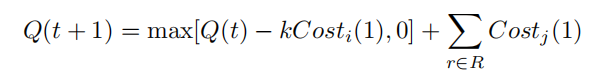 Q(t + 1) = max[Q(t) − kCost_i(1), 0] + ∑_{r∈R} Cost_j(1)